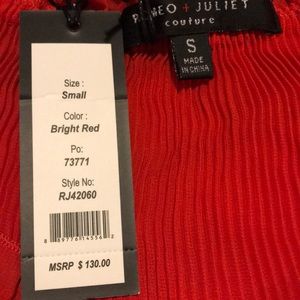 MEO + JULIET
couture
S
MADE
IN CHINA
Size :
Small
Color :
Bright Red
Po:
73771
Style No:
RJ42060
MSRP $ 130.00